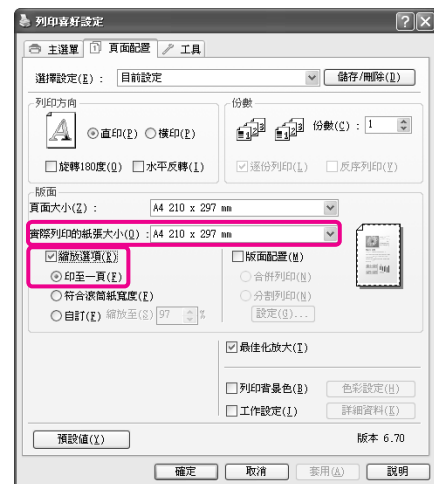 列印喜好設定
主選單 頁面配置 工具
選擇設定(E) : 目前設定 儲存/刪除(D)
列印方向 份數
直印(P) 橫印(P) 份數(C) : 1
旋轉180度(0) 水平反轉(I) 逐份列印(L) 反序列印(V)
版面
頁面大小(Z) : A4 210 x 297 mm
實際列印的紙張大小(O) : A4 210 x 297 mm
縮放選項(R) 版面配置(M)
印至一頁(F) 合併列印(N)
符合滾筒紙寬度(F) 分割列印(N)
自訂(F) 縮放至(S) 97 % 設定(G)...
最佳化放大(T)
列印背景色(B) 色彩設定(H)
工作設定(J) 詳細資料(K)
預設值(Y) 版本 6.70
確定 取消 套用(A) 說明